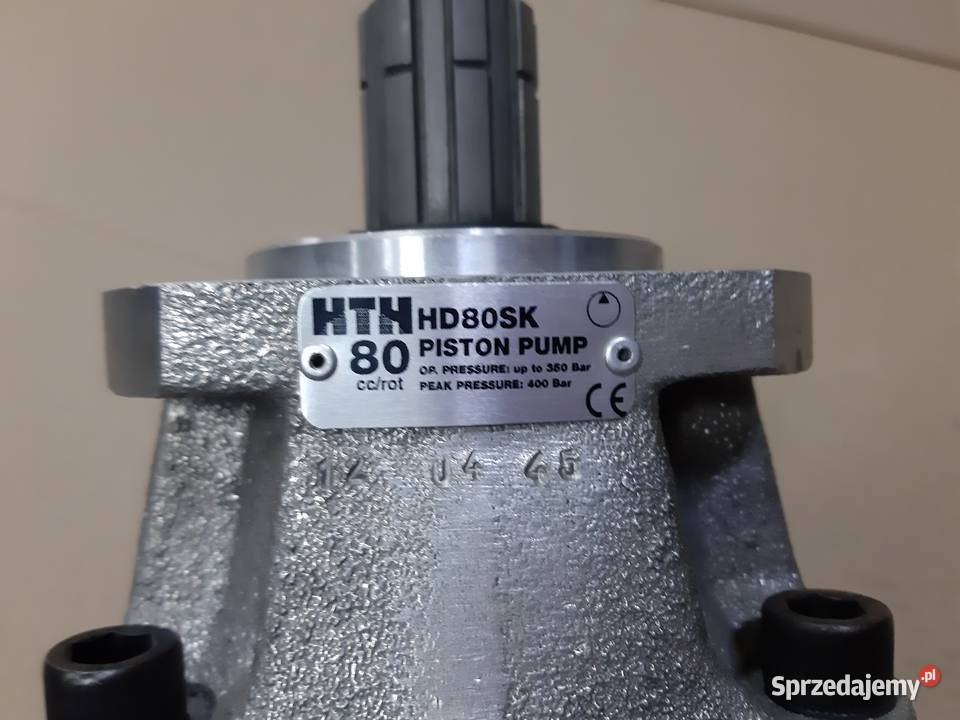 HTH HD80SK
80 PISTON PUMP
cc/rot OP. PRESSURE: up to 350 Bar
PEAK PRESSURE: 400 Bar
CE
14 04 45
Sprzedajemy.pl